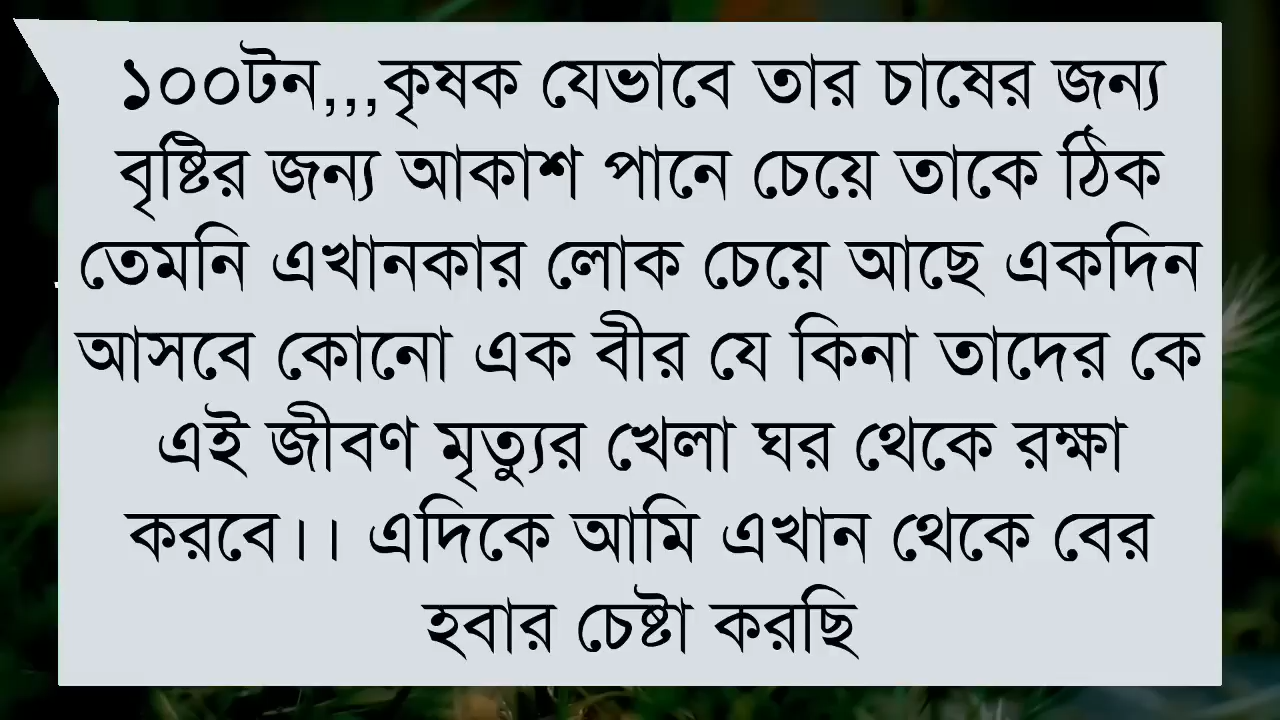 ১০০টন,,,কৃষক যেভাবে তার চাষের জন্য
বৃষ্টির জন্য আকাশ পানে চেয়ে তাকে ঠিক
তেমনি এখানকার লোক চেয়ে আছে একদিন
আসবে কোনো এক বীর যে কিনা তাদের কে
এই জীবণ মৃত্যুর খেলা ঘর থেকে রক্ষা
করবে।। এদিকে আমি এখান থেকে বের
হবার চেষ্টা করছি